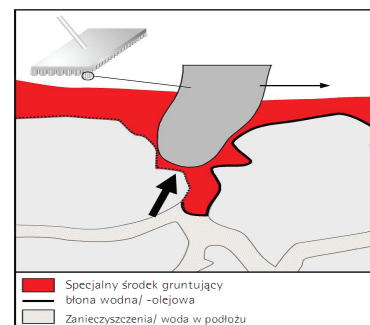 Specjalny środek gruntujący
błona wodna/ -olejowa
Zanieczyszczenia/ woda w podłożu